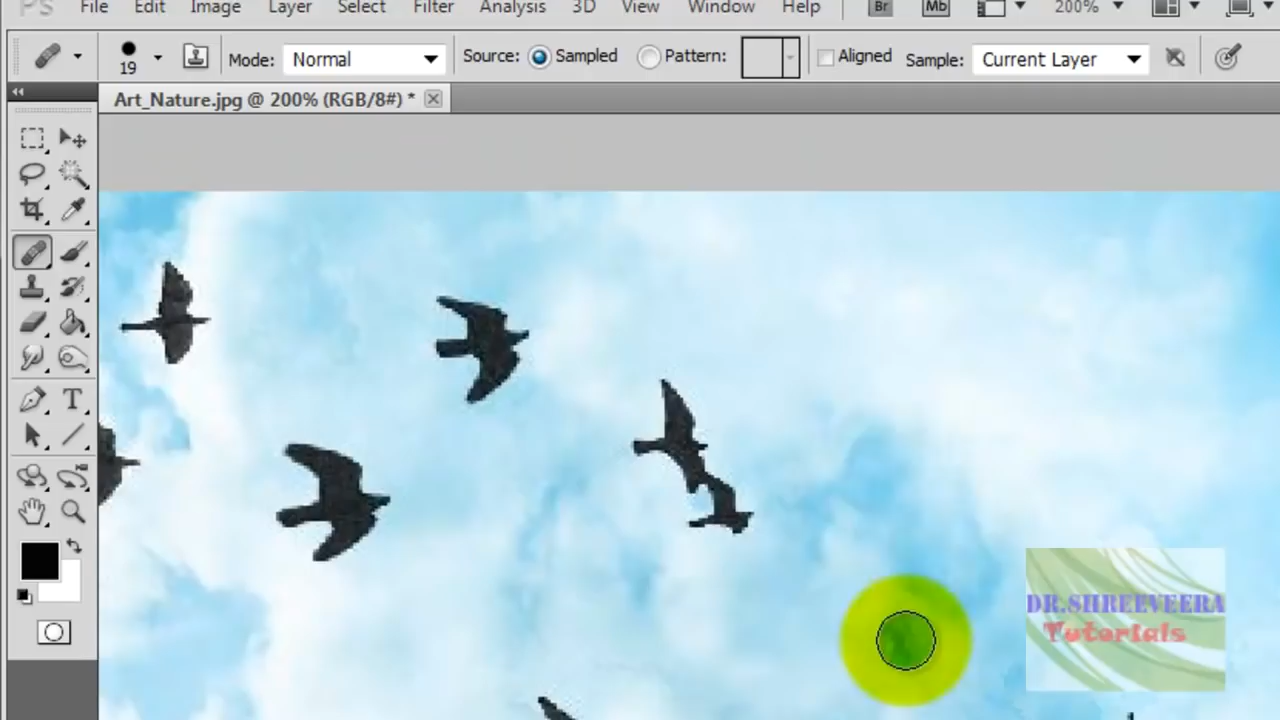 Ps File Edit Image Layer Select Filter Analysis 3D View Window Help Br Mb 200%
19 Mode: Normal Source: Sampled Pattern: Aligned Sample: Current Layer
Art_Nature.jpg @ 200% (RGB/8#) *
T
DR.SHREEVEERA
Tutorials